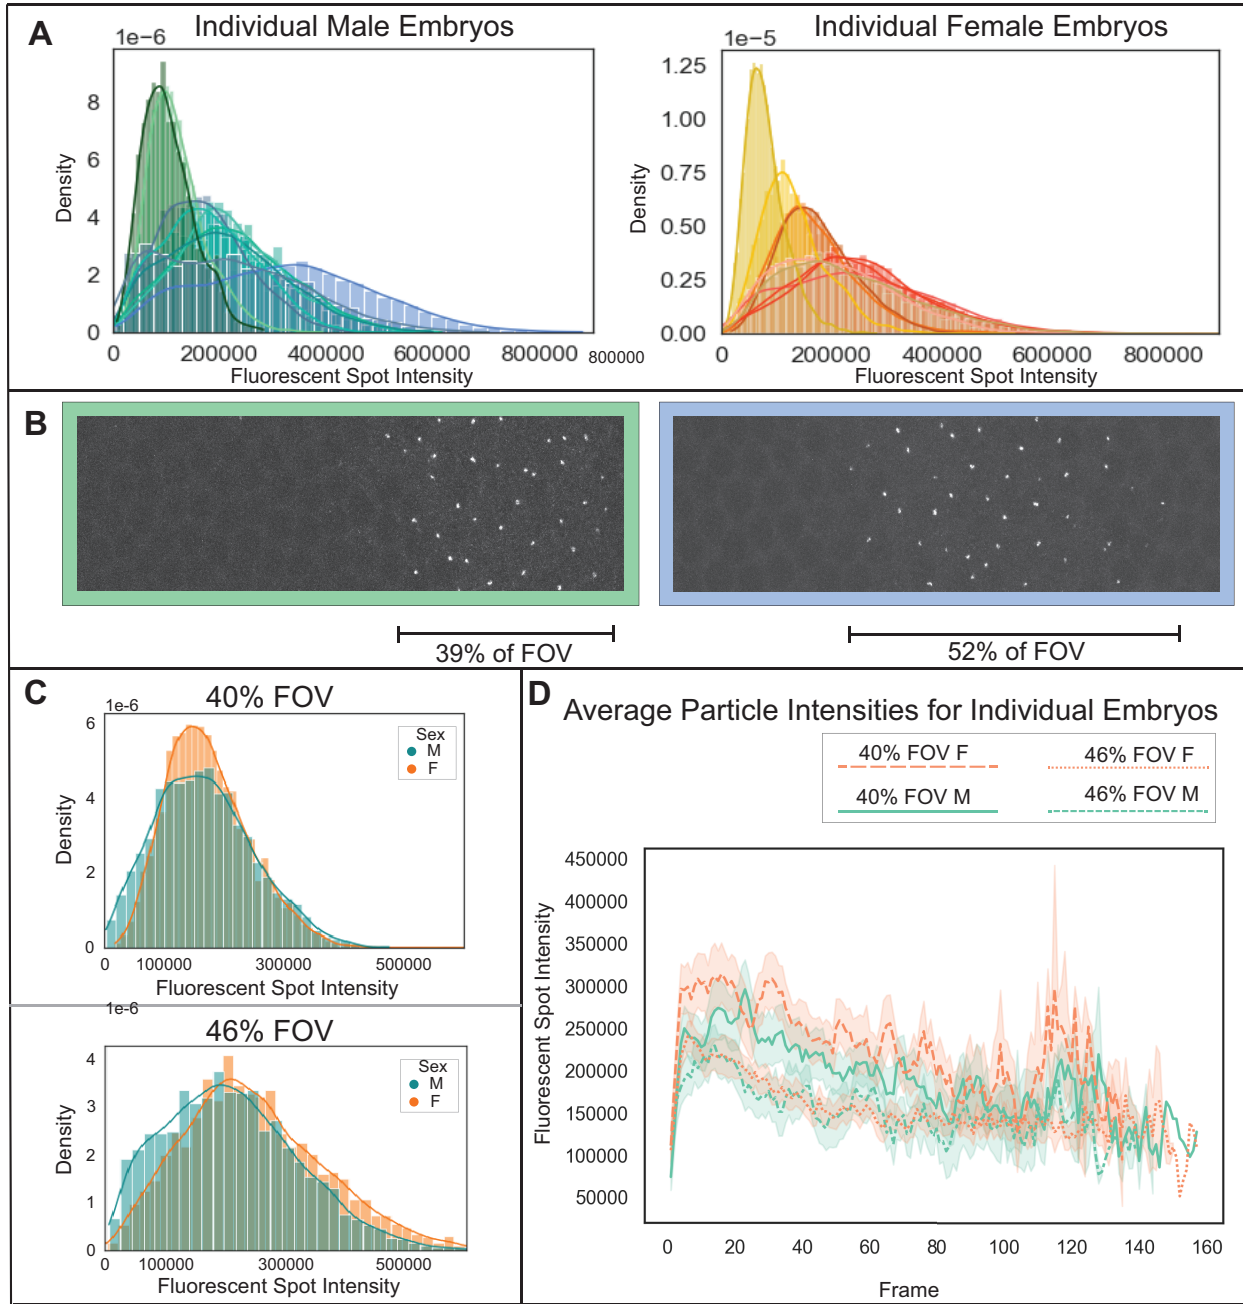 A
Individual Male Embryos
1e−6
8
6
4
2
0
Density
0 200000 400000 600000 800000 800000
Fluorescent Spot Intensity
Individual Female Embryos
1e−5
1.25
1.00
0.75
0.50
0.25
0.00
Density
0 200000 400000 600000 800000
Fluorescent Spot Intensity
B
39% of FOV
52% of FOV
C
40% FOV
1e-6
6
4
2
0
Density
Sex
M
F
0 100000 300000 500000
Fluorescent Spot Intensity
1e-6
46% FOV
4
3
2
1
0
Density
Sex
M
F
0 100000 300000 500000
Fluorescent Spot Intensity
D
Average Particle Intensities for Individual Embryos
40% FOV F 46% FOV F
40% FOV M 46% FOV M
450000
400000
350000
300000
250000
200000
150000
100000
50000
Fluorescent Spot Intensity
0 20 40 60 80 100 120 140 160
Frame